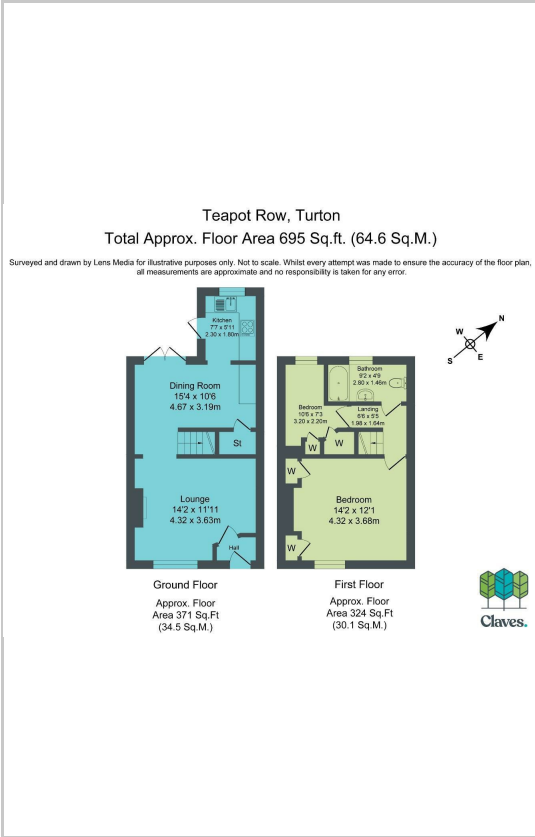 Teapot Row, Turton
Total Approx. Floor Area 695 Sq.ft. (64.6 Sq.M.)
Surveyed and drawn by Lens Media for illustrative purposes only. Not to scale. Whilst every attempt was made to ensure the accuracy of the floor plan,
all measurements are approximate and no responsibility is taken for any error.
Kitchen
7'7 x 5'11
2.30 x 1.80m
Dining Room
15'4 x 10'6
4.67 x 3.19m
St
Lounge
14'2 x 11'11
4.32 x 3.63m
Hall
Ground Floor
Approx. Floor
Area 371 Sq.Ft
(34.5 Sq.M.)
Bathroom
9'2 x 4'9
2.80 x 1.46m
Bedroom
10'6 x 7'3
3.20 x 2.20m
Landing
6'6 x 5'5
1.98 x 1.64m
W
W
W
Bedroom
14'2 x 12'1
4.32 x 3.68m
W
First Floor
Approx. Floor
Area 324 Sq.Ft
(30.1 Sq.M.)
N
W
S
E
Claves.